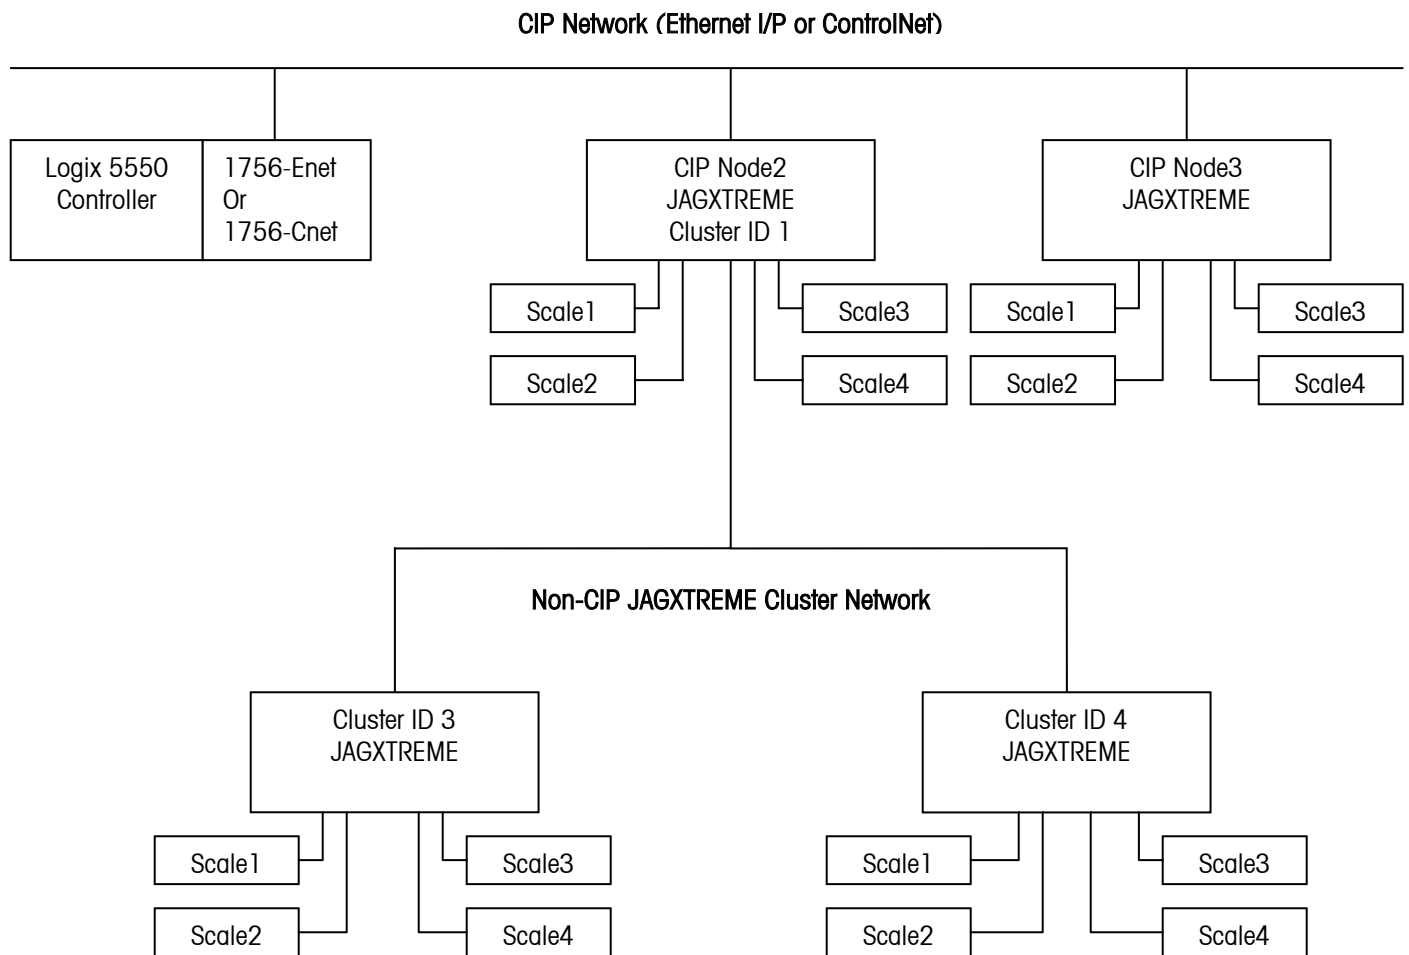 CIP Network (Ethernet I/P or ControlNet)
Logix 5550
Controller
1756-Enet
Or
1756-Cnet
CIP Node2
JAGXTREME
Cluster ID 1
CIP Node3
JAGXTREME
Scale1
Scale3
Scale1
Scale3
Scale2
Scale4
Scale2
Scale4
Non-CIP JAGXTREME Cluster Network
Cluster ID 3
JAGXTREME
Cluster ID 4
JAGXTREME
Scale1
Scale3
Scale1
Scale3
Scale2
Scale4
Scale2
Scale4